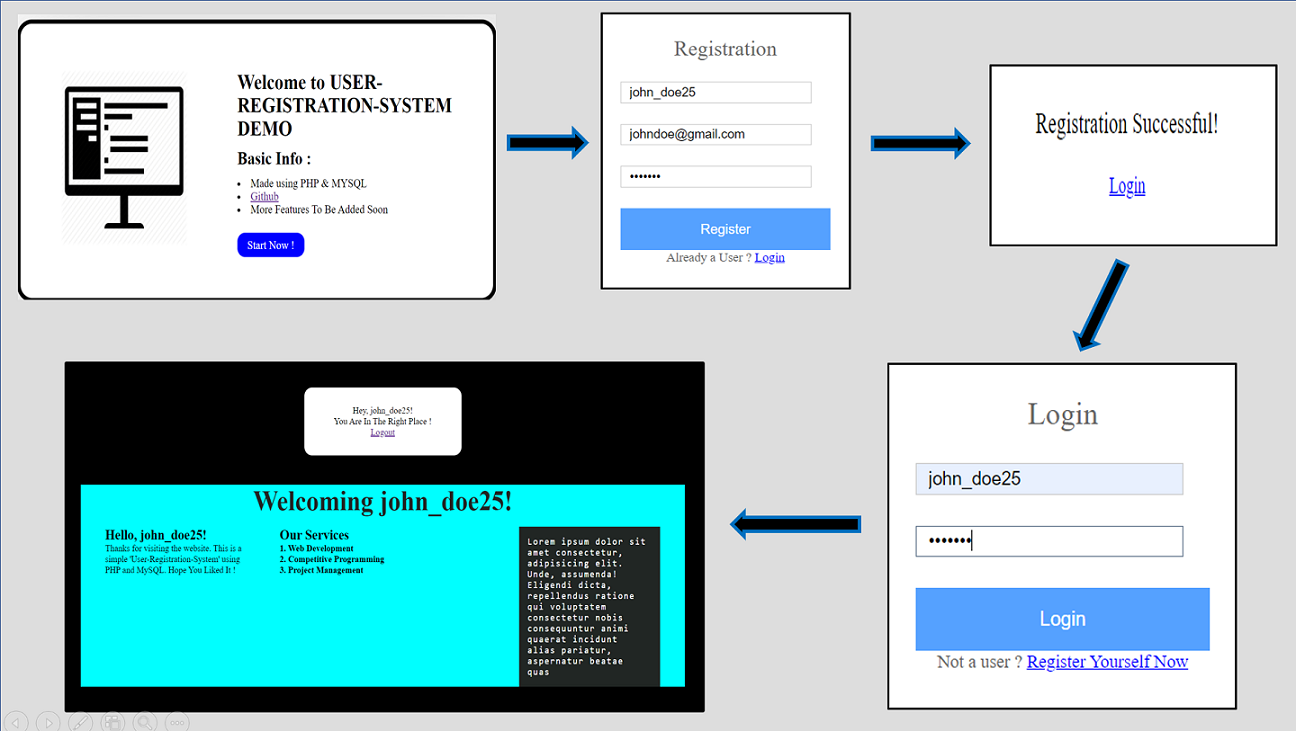 Welcome to USER-
REGISTRATION-SYSTEM
DEMO
Basic Info :
• Made using PHP & MYSQL
• Github
• More Features To Be Added Soon
Start Now !
Registration
john_doe25
johndoe@gmail.com
•••••••
Register
Already a User ? Login
Registration Successful!
Login
Login
john_doe25
•••••••
Login
Not a user ? Register Yourself Now
Hey, john_doe25!
You Are In The Right Place !
Logout
Welcoming john_doe25!
Hello, john_doe25!
Thanks for visiting the website. This is a
simple 'User-Registration-System' using
PHP and MySQL. Hope You Liked It !
Our Services
1. Web Development
2. Competitive Programming
3. Project Management
Lorem ipsum dolor sit
amet consectetur,
adipisicing elit.
Unde, assumenda!
Eligendi dicta,
repellendus ratione
qui voluptatem
consectetur nobis
consequuntur animi
quaerat incidunt
alias pariatur,
aspernatur beatae
quas